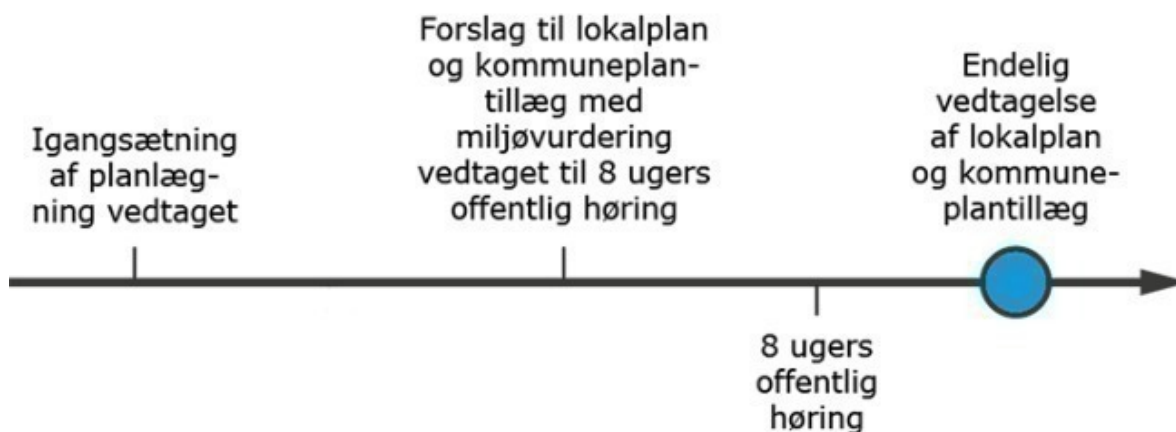 Igangsætning
af planlæg-
ning vedtaget
Forslag til lokalplan
og kommuneplan-
tillæg med
miljøvurdering
vedtaget til 8 ugers
offentlig høring
8 ugers
offentlig
høring
Endelig
vedtagelse
af lokalplan
og kommune-
plantillæg